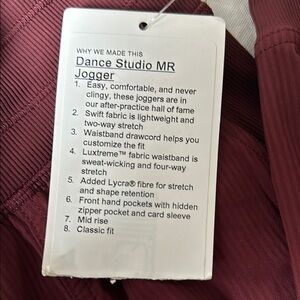 WHY WE MADE THIS
Dance Studio MR
Jogger
1. Easy, comfortable, and never
clingy, these joggers are in
our after-practice hall of fame
2. Swift fabric is lightweight and
two-way stretch
3. Waistband drawcord helps you
customize the fit
4. Luxtreme™ fabric waistband is
sweat-wicking and four-way
stretch
5. Added Lycra® fibre for stretch
and shape retention
6. Front hand pockets with hidden
zipper pocket and card sleeve
7. Mid rise
8. Classic fit